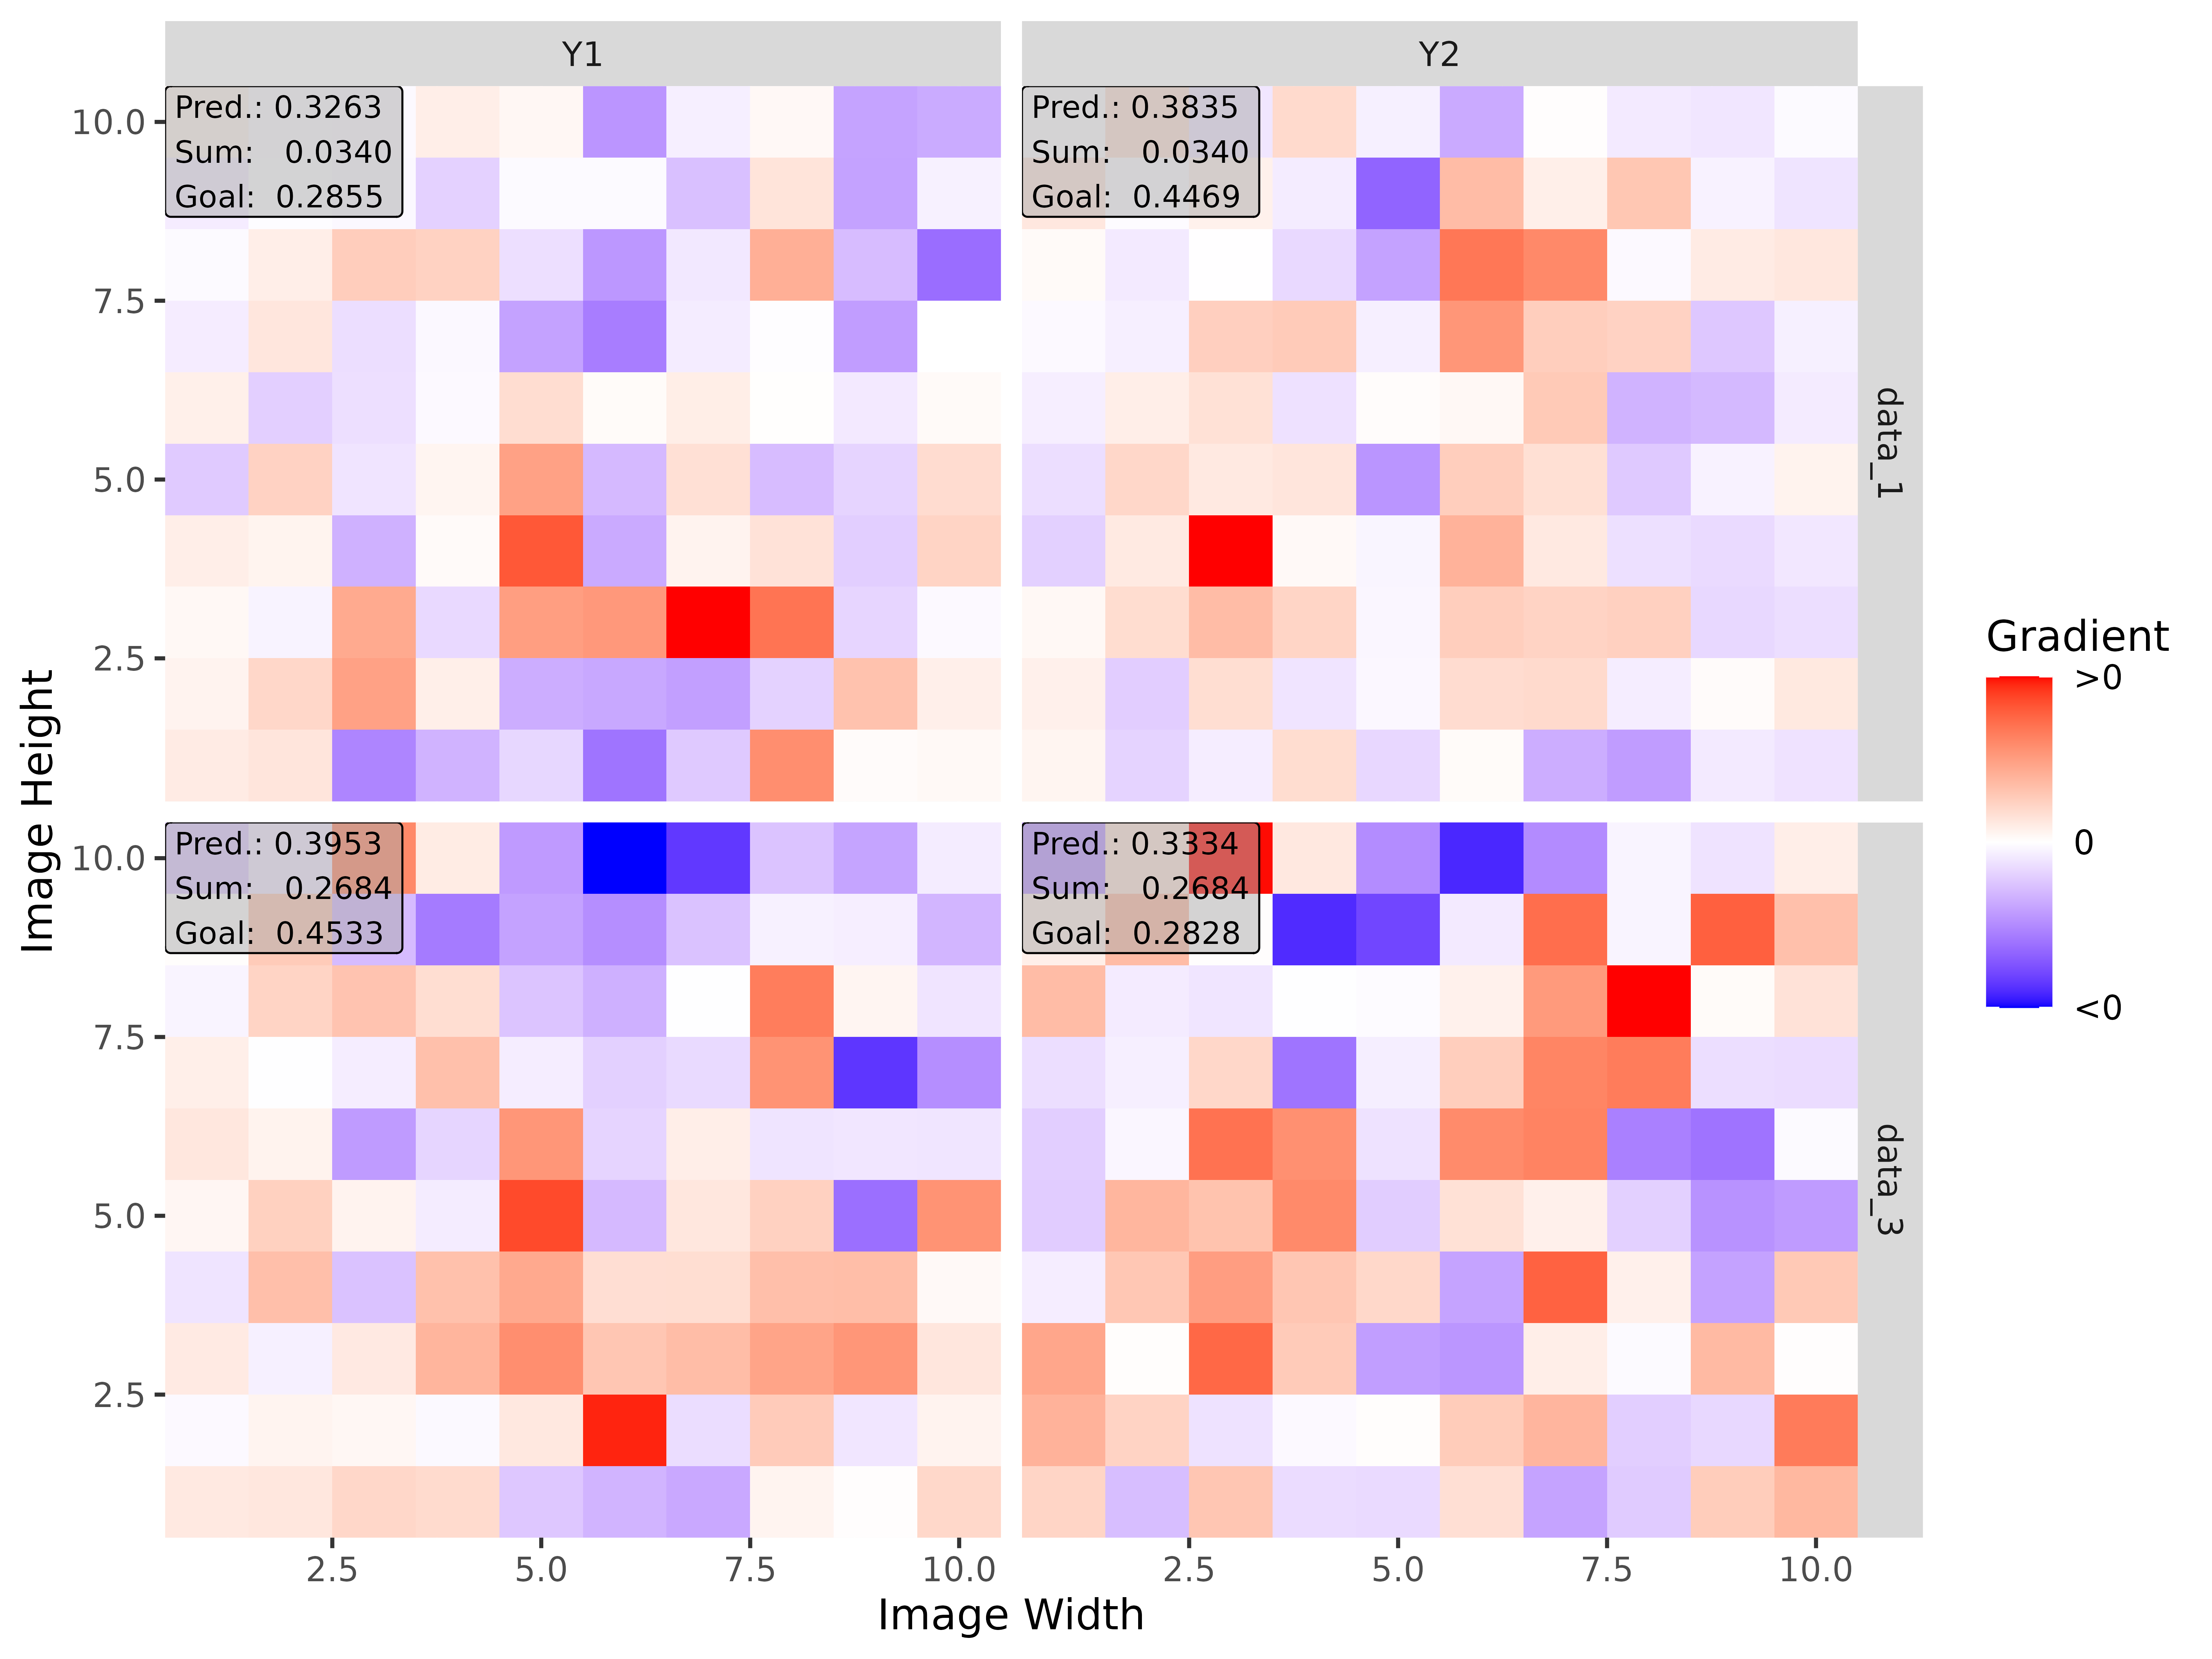 Y1
Y2
Pred.: 0.3263
Sum: 0.0340
Goal: 0.2855
Pred.: 0.3835
Sum: 0.0340
Goal: 0.4469
10.0
7.5
5.0
2.5
data_1
Pred.: 0.3953
Sum: 0.2684
Goal: 0.4533
Pred.: 0.3334
Sum: 0.2684
Goal: 0.2828
10.0
7.5
5.0
2.5
data_3
2.5 5.0 7.5 10.0
2.5 5.0 7.5 10.0
Image Width
Image Height
Gradient
>0
0
<0